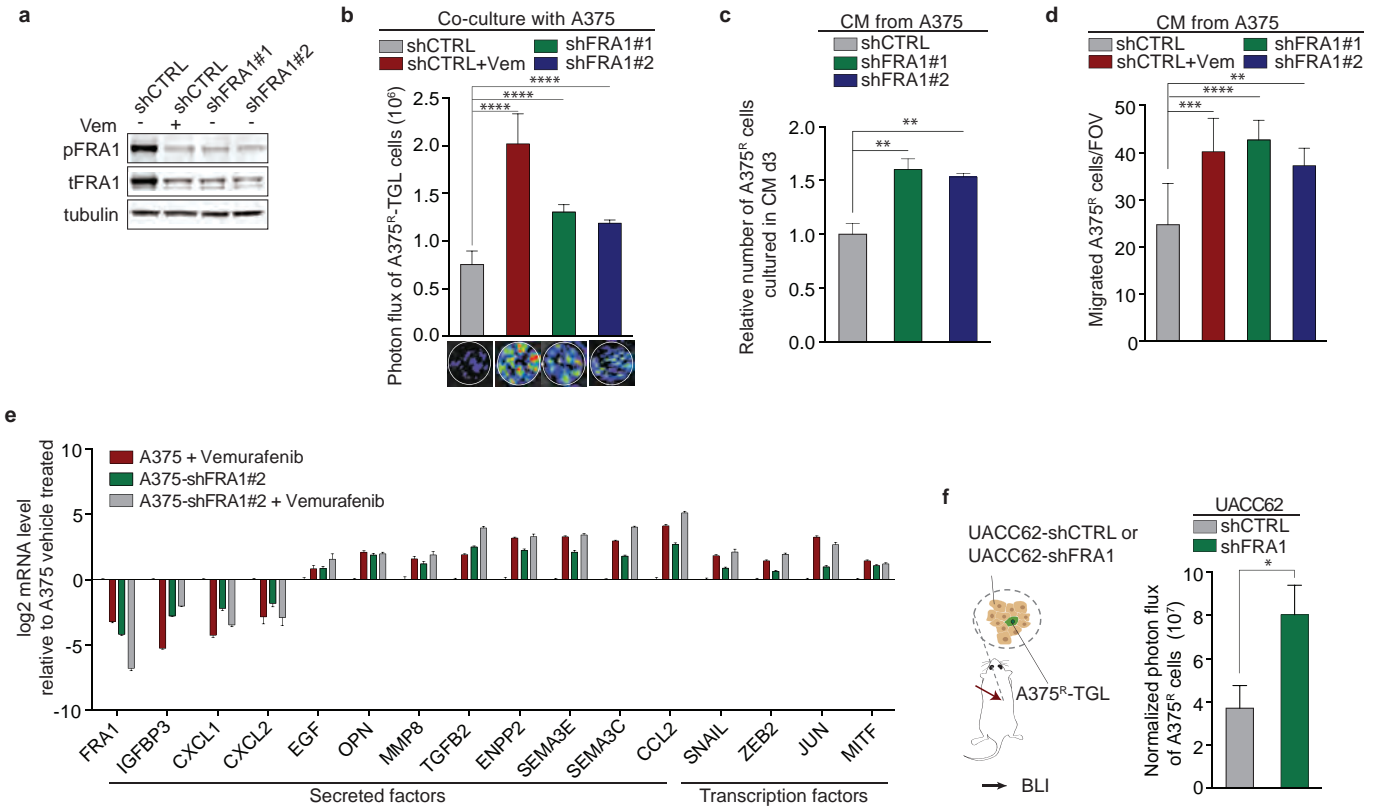 a
shCTRL
shCTRL
shFRA1#1
shFRA1#2
Vem - + - -
pFRA1
tFRA1
tubulin
b
Co-culture with A375
shCTRL
shFRA1#1
shCTRL+Vem
shFRA1#2
Photon flux of A375ᴿ-TGL cells (10⁶)
****
****
****
2.5
2.0
1.5
1.0
0.5
0.0
c
CM from A375
shCTRL
shFRA1#1
shFRA1#2
Relative number of A375ᴿ cells
cultured in CM d3
**
**
2.0
1.5
1.0
0.5
0.0
d
CM from A375
shCTRL
shFRA1#1
shCTRL+Vem
shFRA1#2
Migrated A375ᴿ cells/FOV
**
****
***
50
40
30
20
10
0
e
log2 mRNA level
relative to A375 vehicle treated
10
5
0
-5
-10
A375 + Vemurafenib
A375-shFRA1#2
A375-shFRA1#2 + Vemurafenib
FRA1
IGFBP3
CXCL1
CXCL2
EGF
OPN
MMP8
TGFB2
ENPP2
SEMA3E
SEMA3C
CCL2
SNAIL
ZEB2
JUN
MITF
Secreted factors
Transcription factors
f
UACC62-shCTRL or
UACC62-shFRA1
A375ᴿ-TGL
BLI
UACC62
shCTRL
shFRA1
Normalized photon flux
of A375ᴿ cells (10⁷)
*
10
8
6
4
2
0